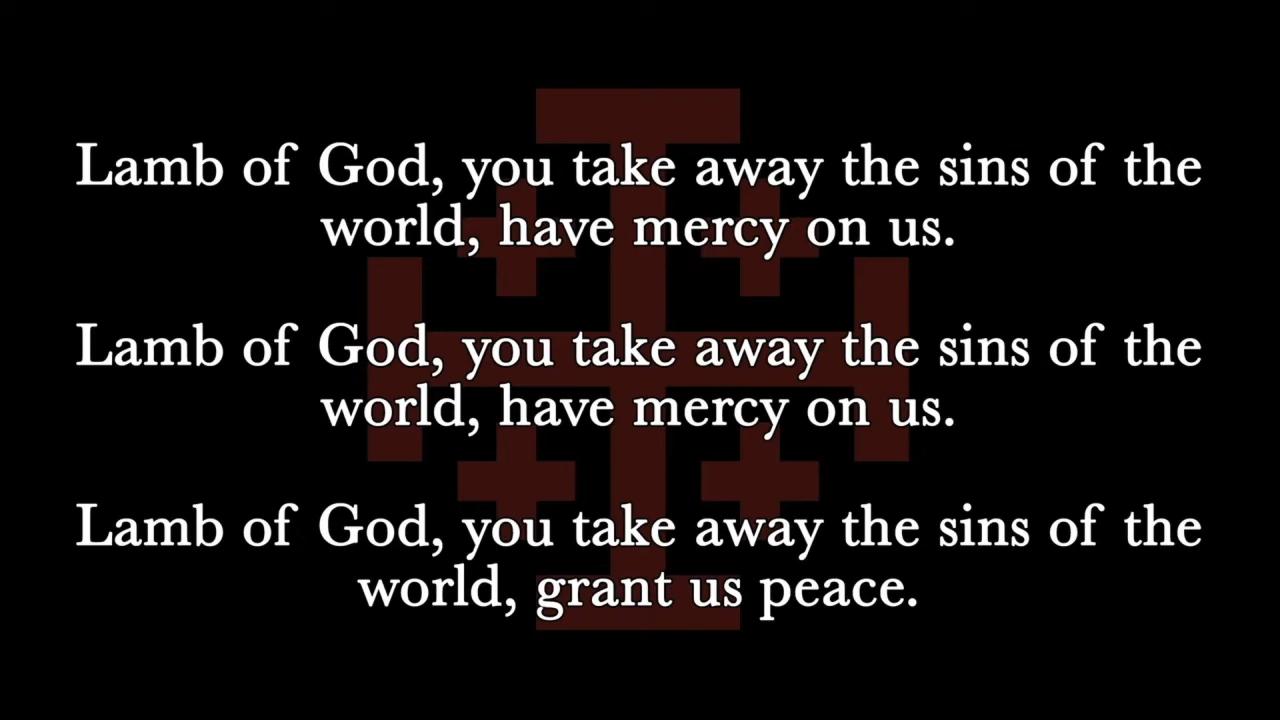 Lamb of God, you take away the sins of the
world, have mercy on us.
Lamb of God, you take away the sins of the
world, have mercy on us.
Lamb of God, you take away the sins of the
world, grant us peace.